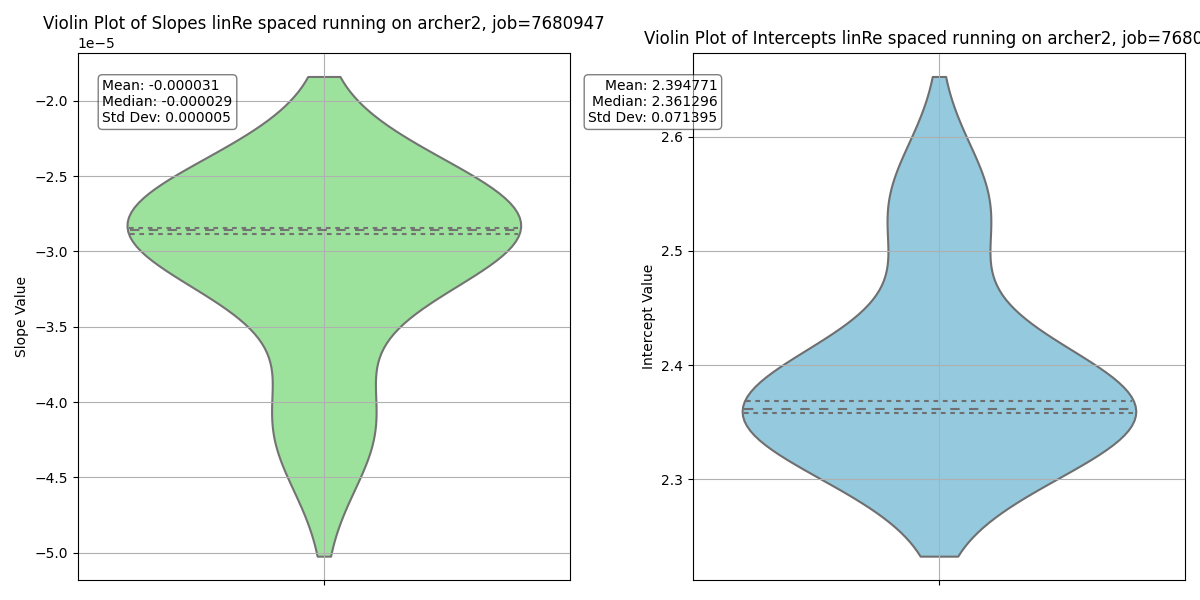 Violin Plot of Slopes linRe spaced running on archer2, job=7680947
1e−5
Mean: -0.000031
Median: -0.000029
Std Dev: 0.000005
−2.0
−2.5
−3.0
−3.5
−4.0
−4.5
−5.0
Slope Value
Violin Plot of Intercepts linRe spaced running on archer2, job=7680
Mean: 2.394771
Median: 2.361296
Std Dev: 0.071395
2.6
2.5
2.4
2.3
Intercept Value